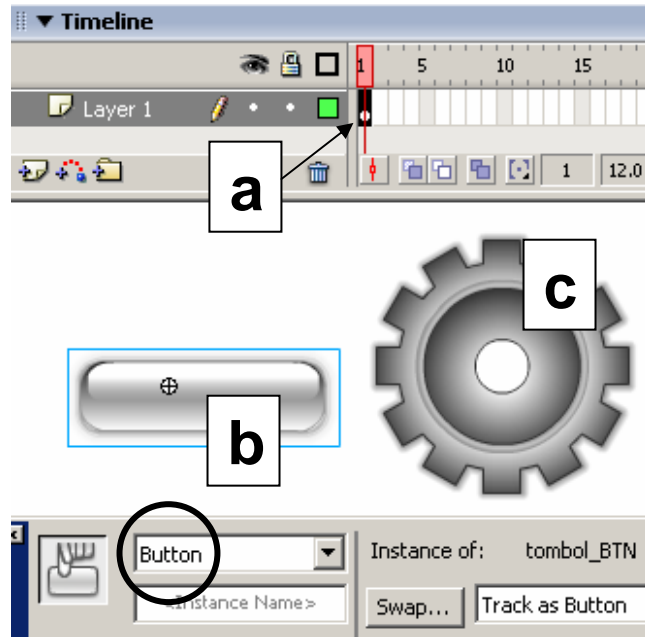 Timeline
1 5 10 15
Layer 1
a
1 12.0
c
b
Button Instance of: tombol_BTN
<Instance Name> Swap... Track as Button